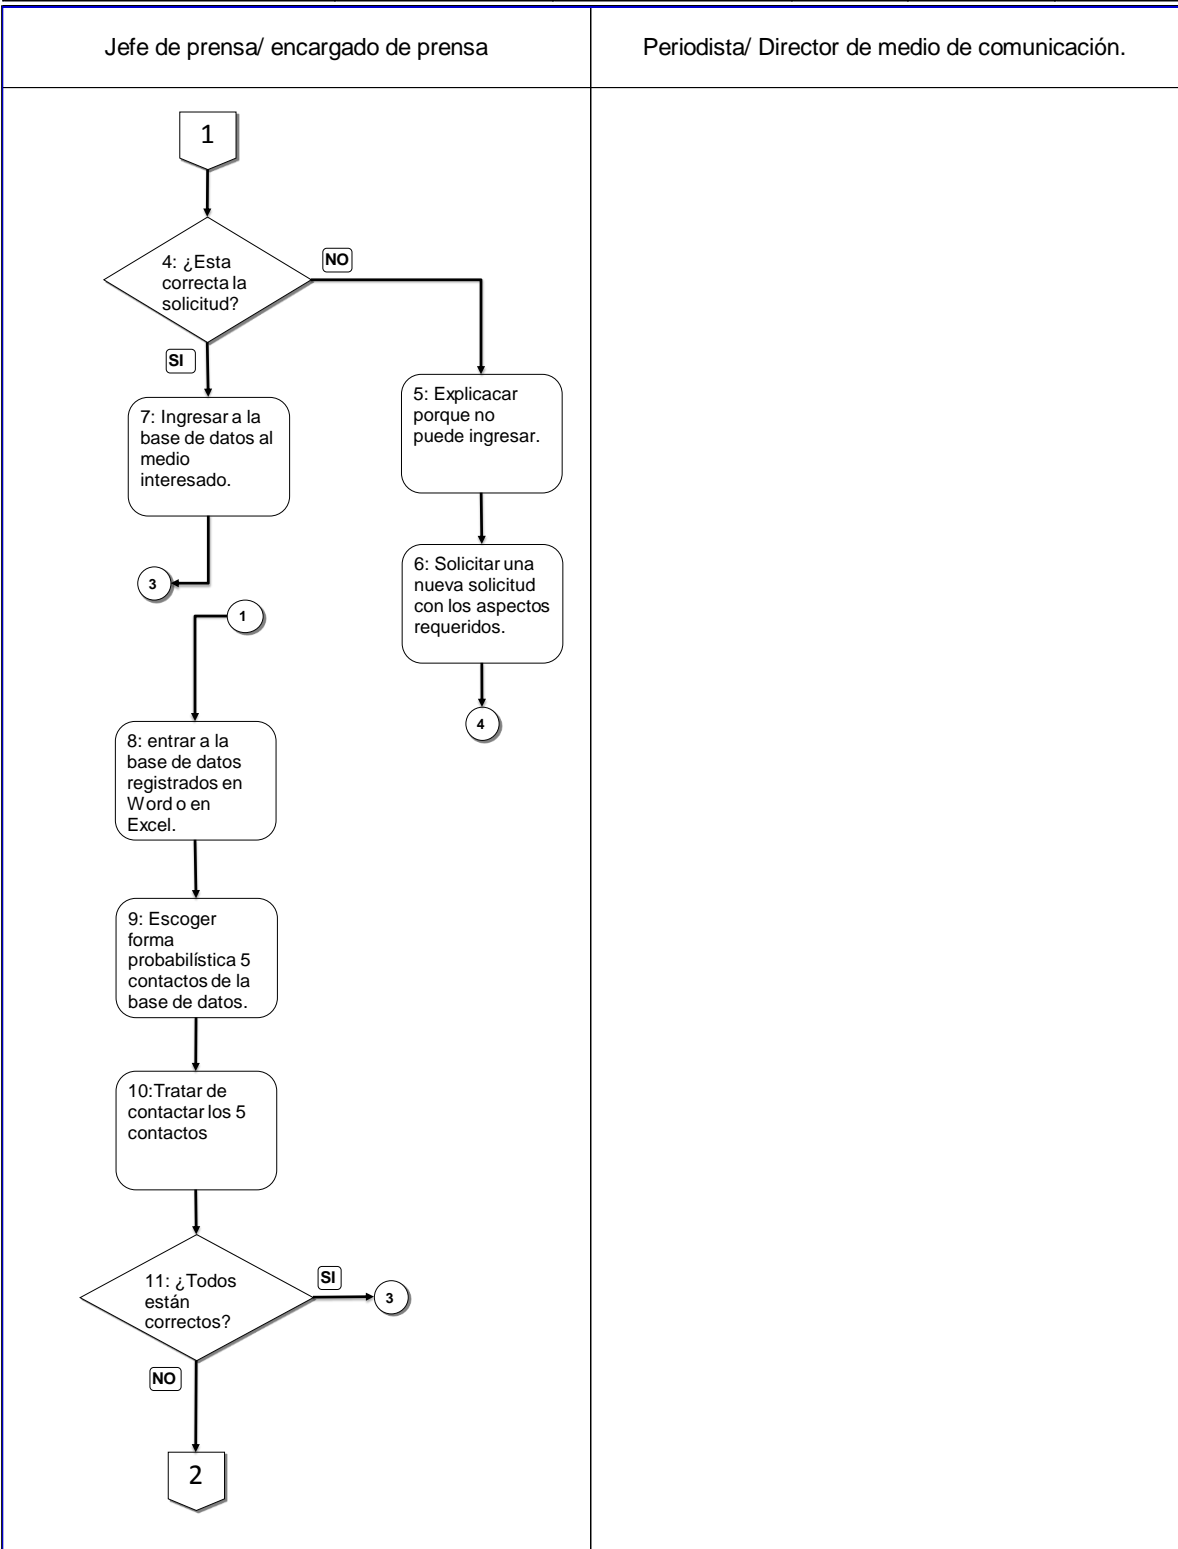 Jefe de prensa/ encargado de prensa
Periodista/ Director de medio de comunicación.
1
4: ¿Esta
correcta la
solicitud?
NO
SI
5: Explicacar
porque no
puede ingresar.
7: Ingresar a la
base de datos al
medio
interesado.
6: Solicitar una
nueva solicitud
con los aspectos
requeridos.
3
1
4
8: entrar a la
base de datos
registrados en
Word o en
Excel.
9: Escoger
forma
probabilística 5
contactos de la
base de datos.
10:Tratar de
contactar los 5
contactos
11: ¿Todos
están
correctos?
SI
3
NO
2